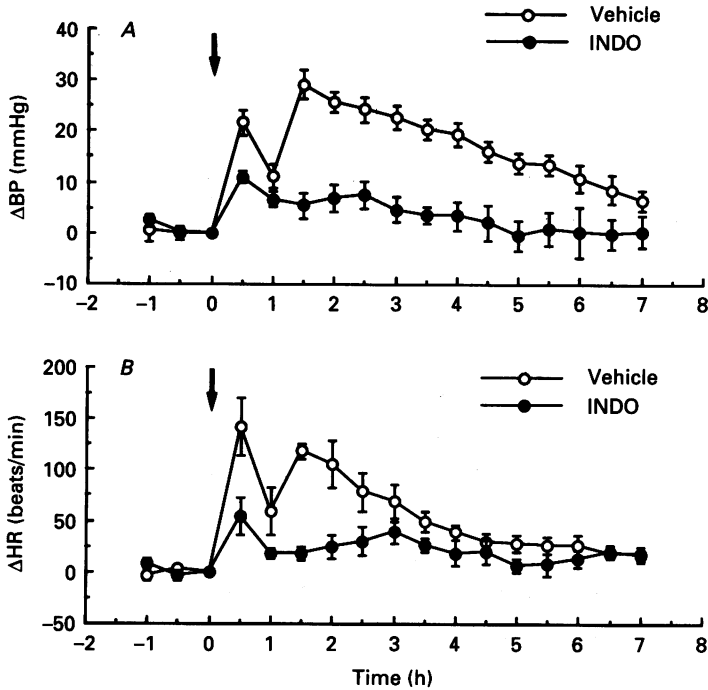 A
Vehicle
INDO
ΔBP (mmHg)
40
30
20
10
0
−10
−2 −1 0 1 2 3 4 5 6 7 8
B
Vehicle
INDO
ΔHR (beats/min)
200
150
100
50
0
−50
−2 −1 0 1 2 3 4 5 6 7 8
Time (h)